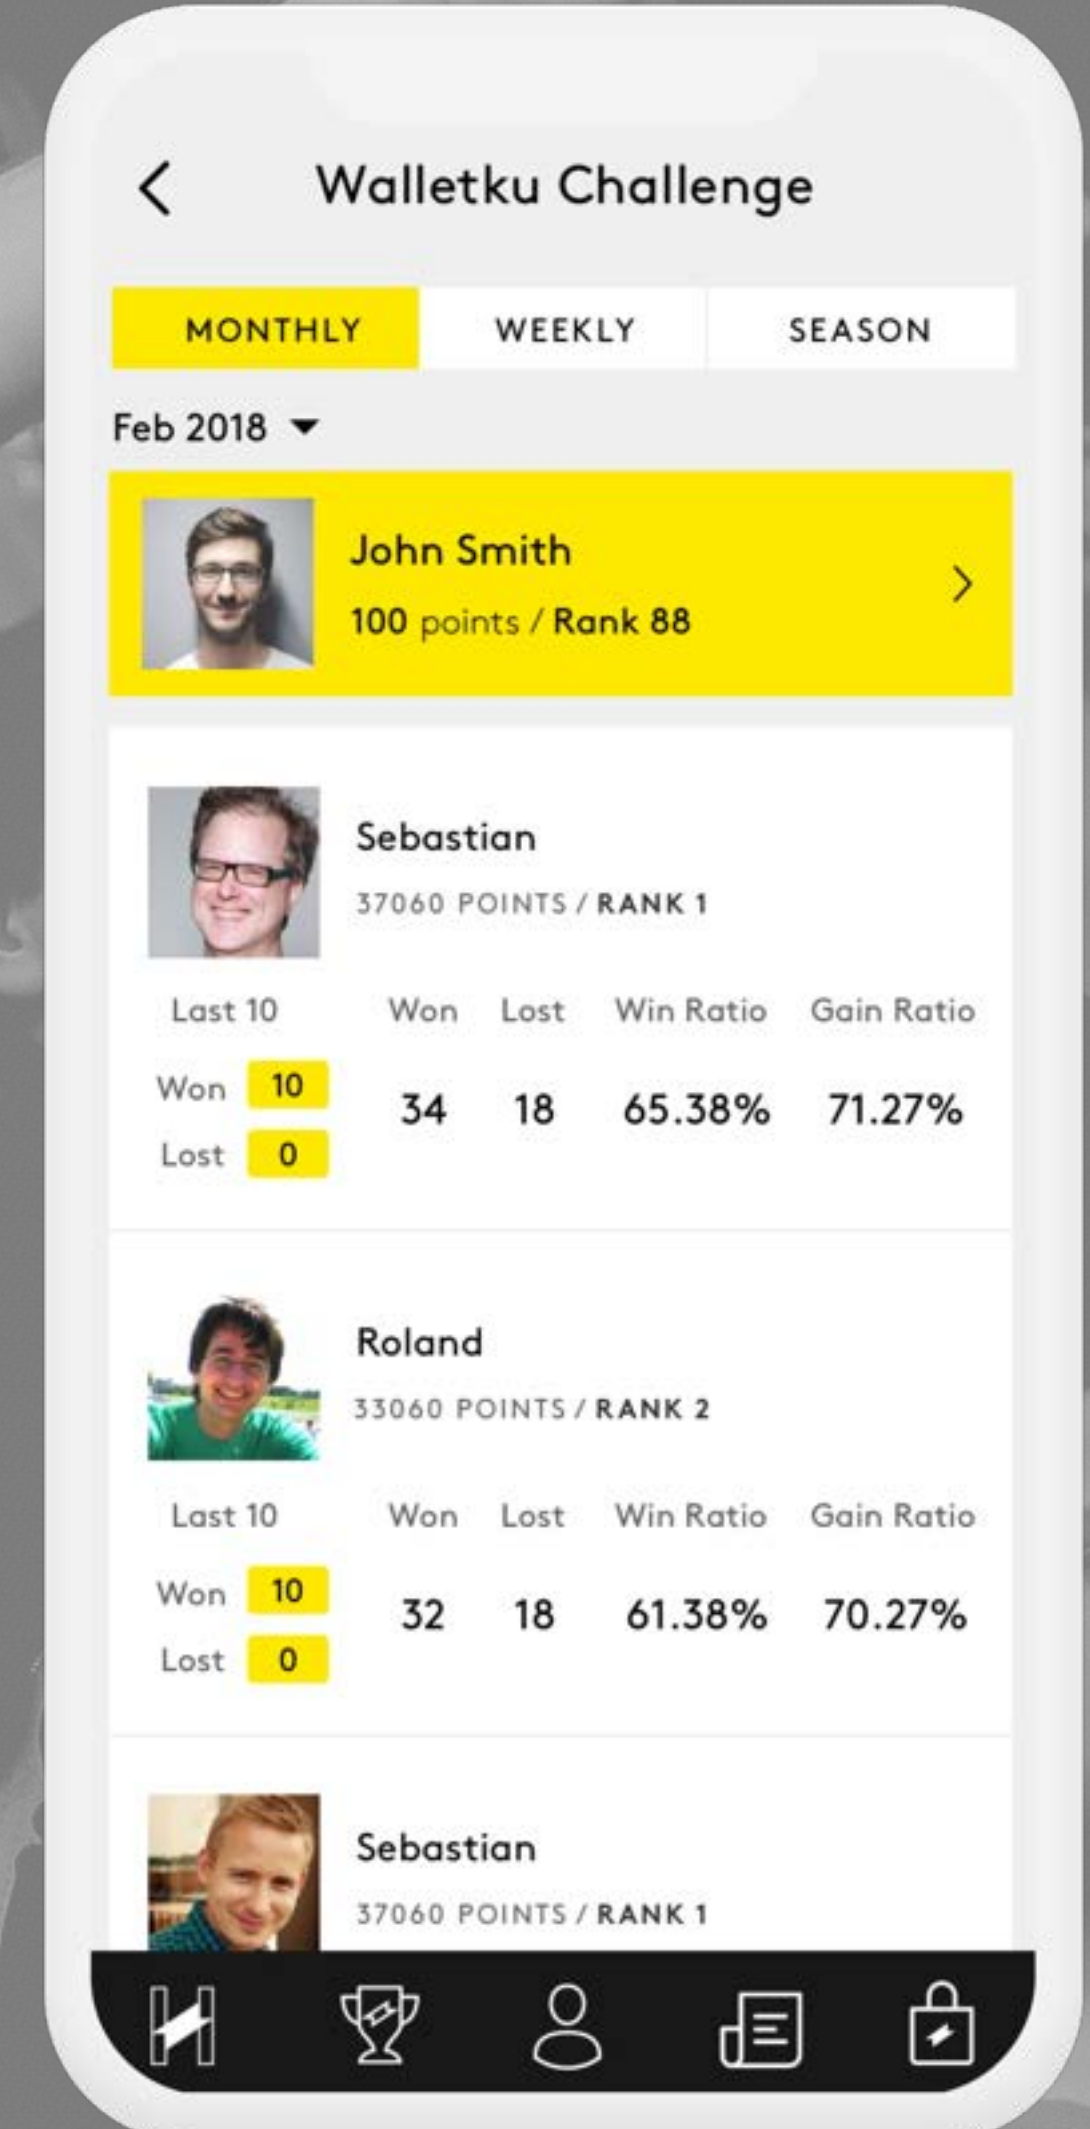 Walletku Challenge
MONTHLY WEEKLY SEASON
Feb 2018
John Smith
100 points / Rank 88
Sebastian
37060 POINTS / RANK 1
Last 10 Won Lost Win Ratio Gain Ratio
Won 10
34 18 65.38% 71.27%
Lost 0
Roland
33060 POINTS / RANK 2
Last 10 Won Lost Win Ratio Gain Ratio
Won 10
32 18 61.38% 70.27%
Lost 0
Sebastian
37060 POINTS / RANK 1